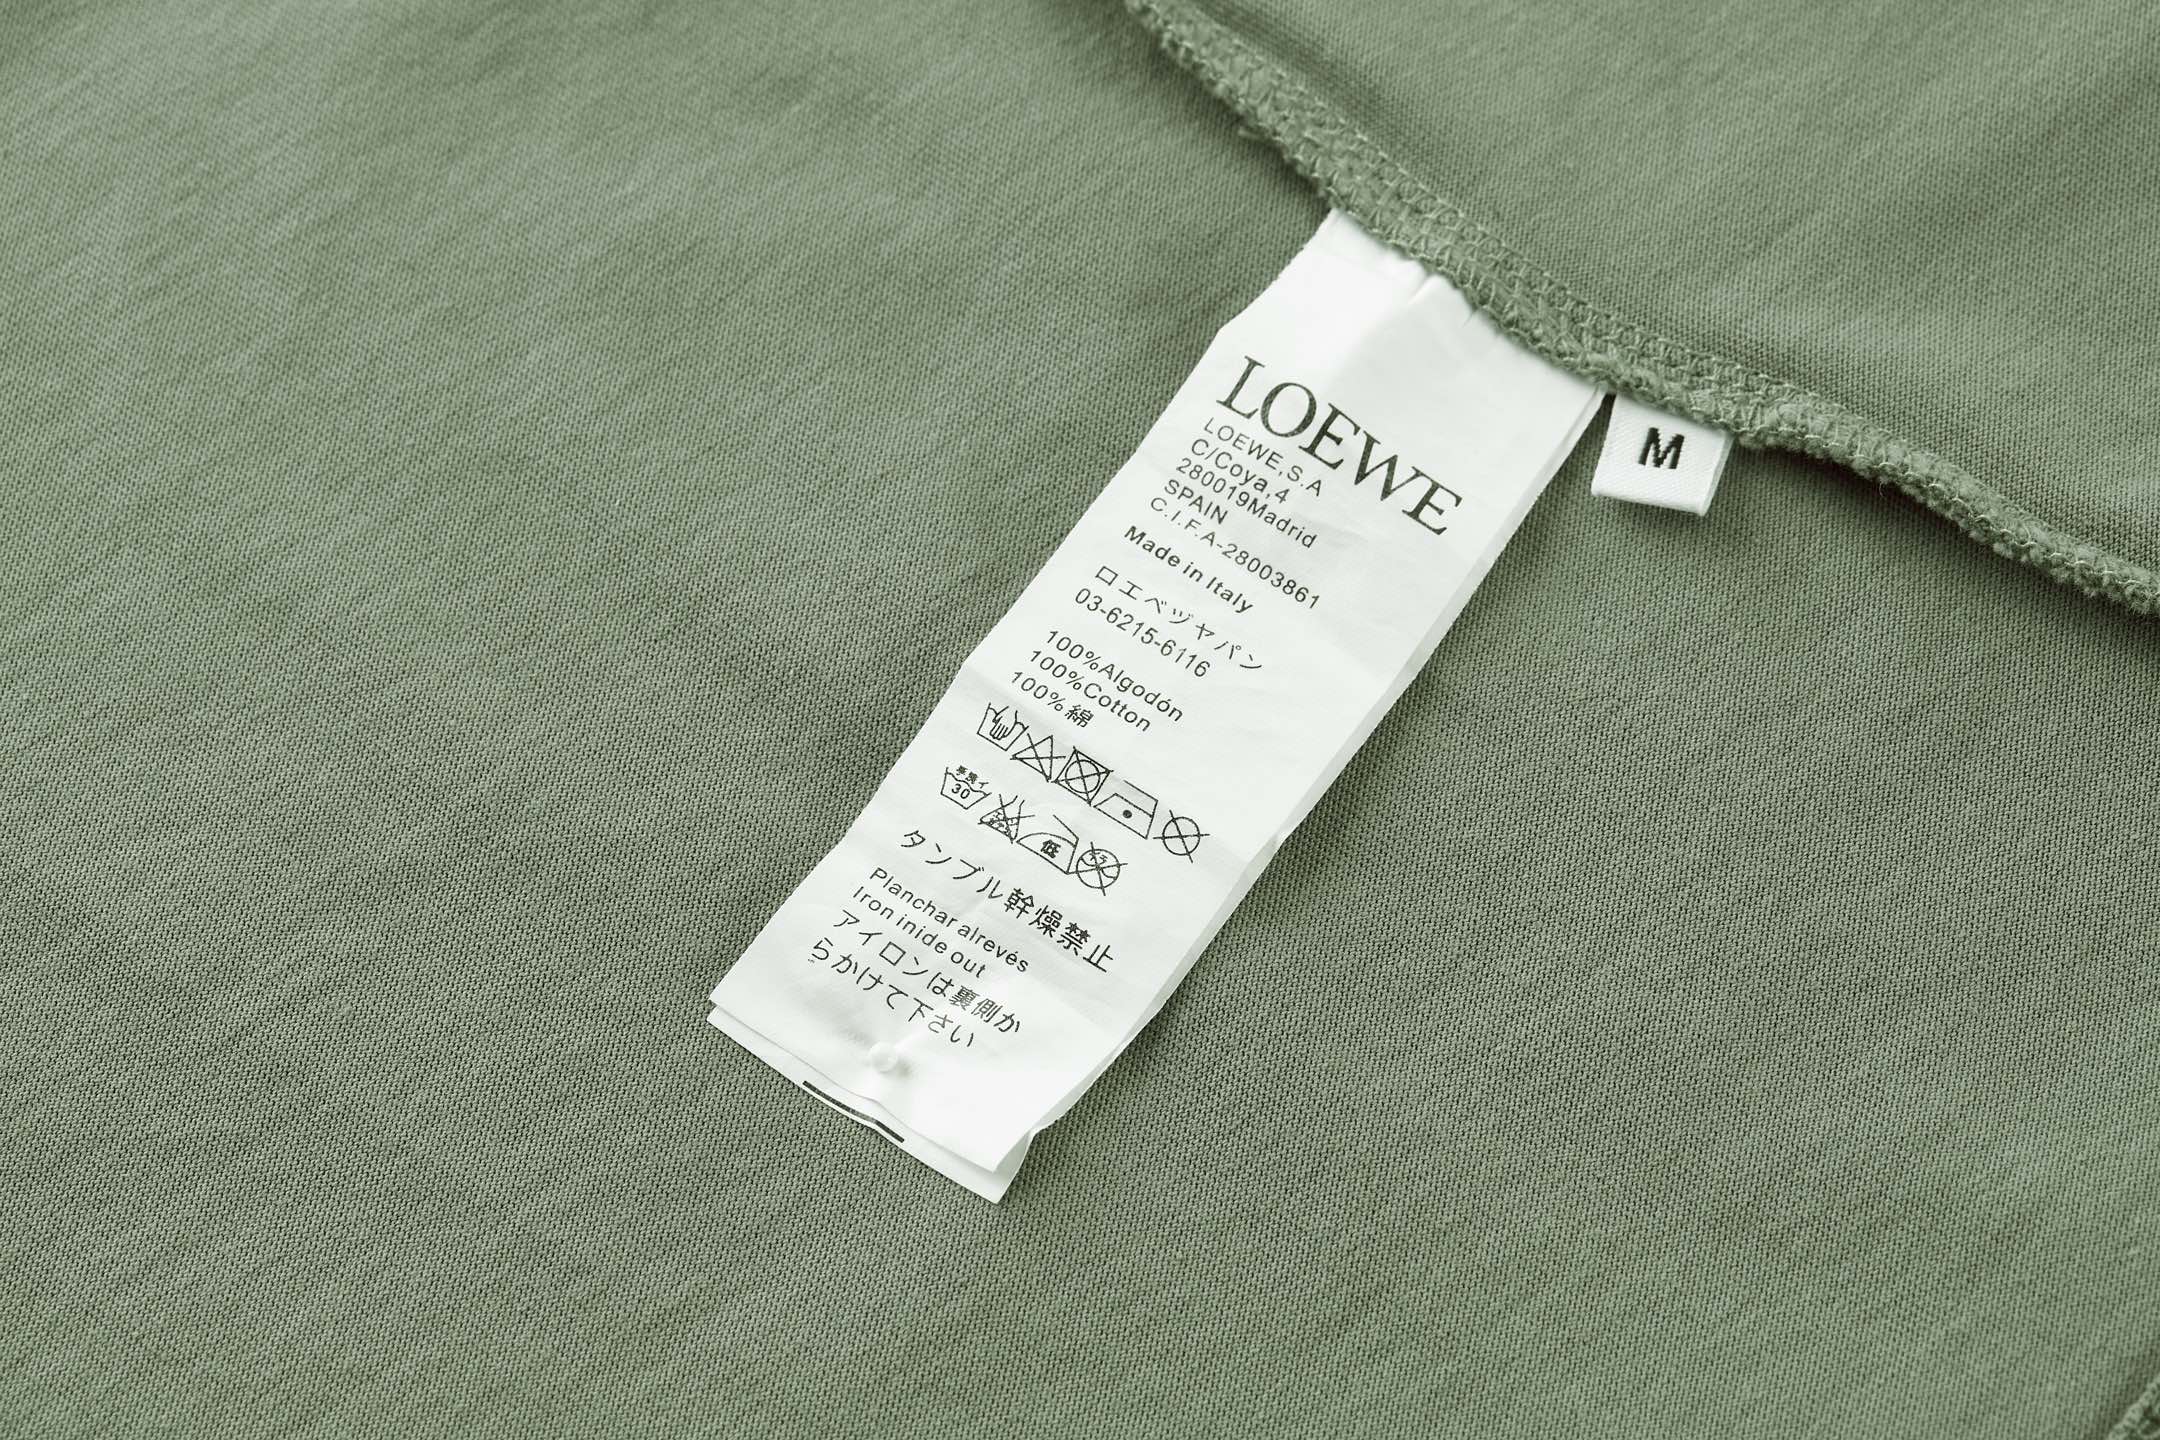 LOEWE
LOEWE,S.A
C/Coya,4
280019Madrid
SPAIN
C.I.F.A-28003861
Made in Italy
ロエベヅヤパン
03-6215-6116
100%Algodón
100%Cotton
100%綿
30
低
タンブル幹燥禁止
Planchar alrevés
Iron inide out
アイロンは裏側か
らかけて下さい
M